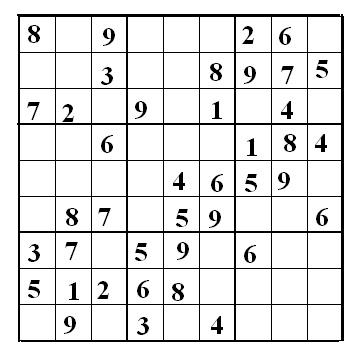 8 9 2 6
3 8 9 7 5
7 2 9 1 4
6 1 8 4
4 6 5 9
8 7 5 9 6
3 7 5 9 6
5 1 2 6 8
9 3 4